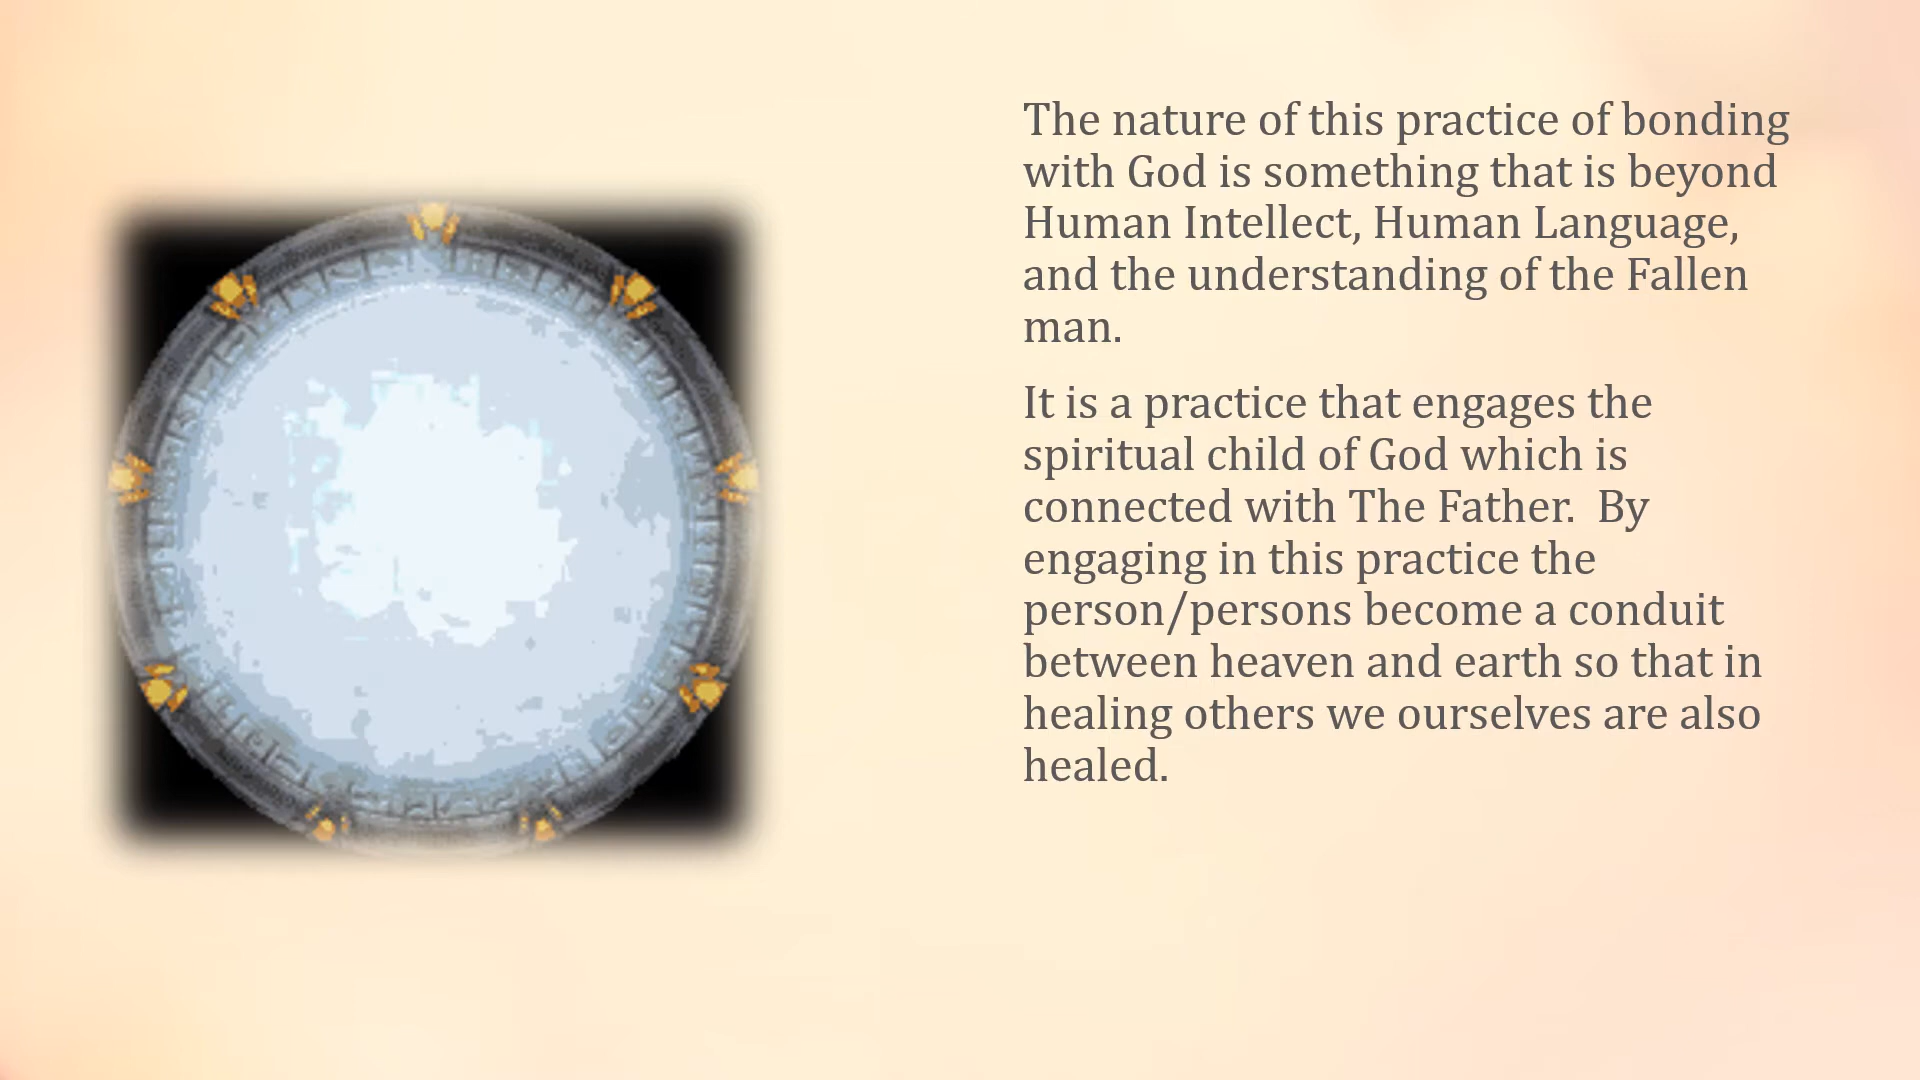 The nature of this practice of bonding
with God is something that is beyond
Human Intellect, Human Language,
and the understanding of the Fallen
man.
It is a practice that engages the
spiritual child of God which is
connected with The Father.  By
engaging in this practice the
person/persons become a conduit
between heaven and earth so that in
healing others we ourselves are also
healed.